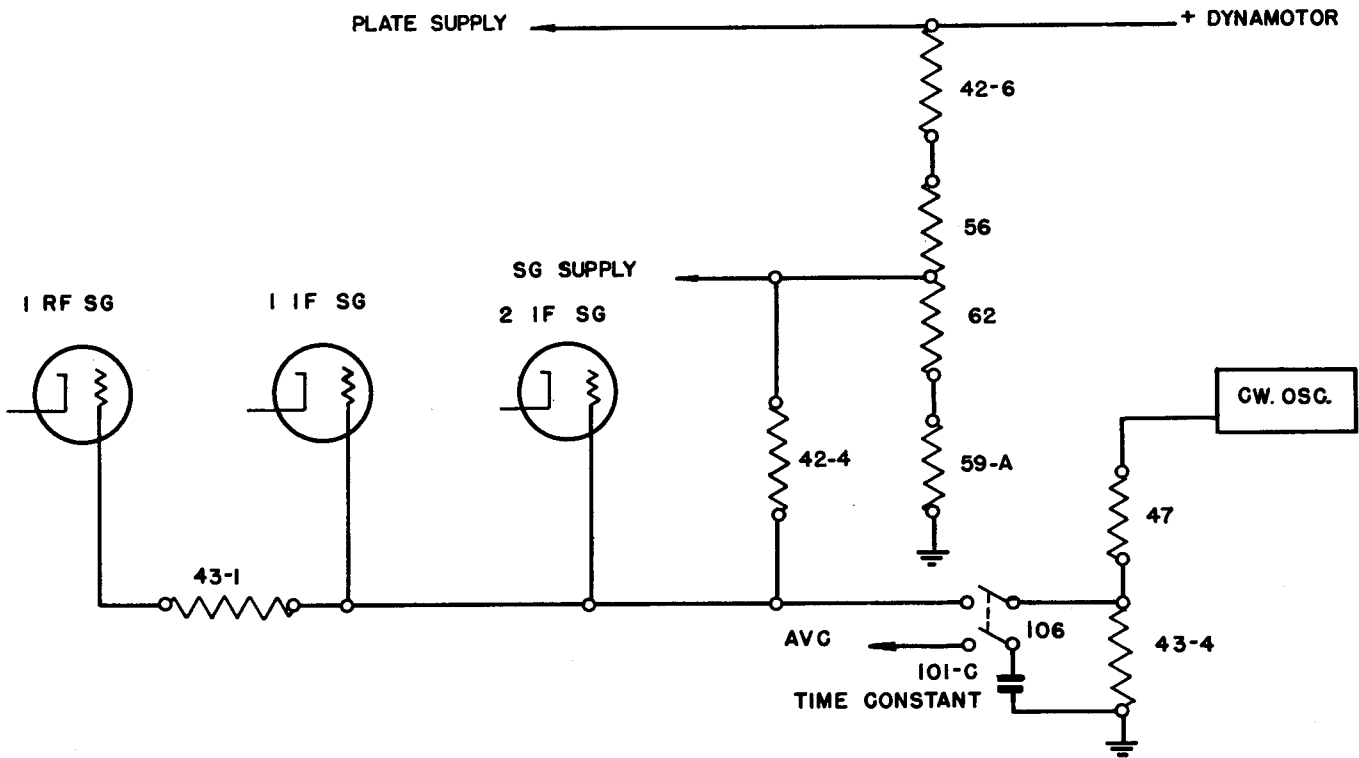 PLATE SUPPLY
+ DYNAMOTOR
42-6
56
SG SUPPLY
1 RF SG
1 IF SG
2 IF SG
62
CW. OSC.
42-4
59-A
47
43-1
106
AVC
43-4
101-C
TIME CONSTANT